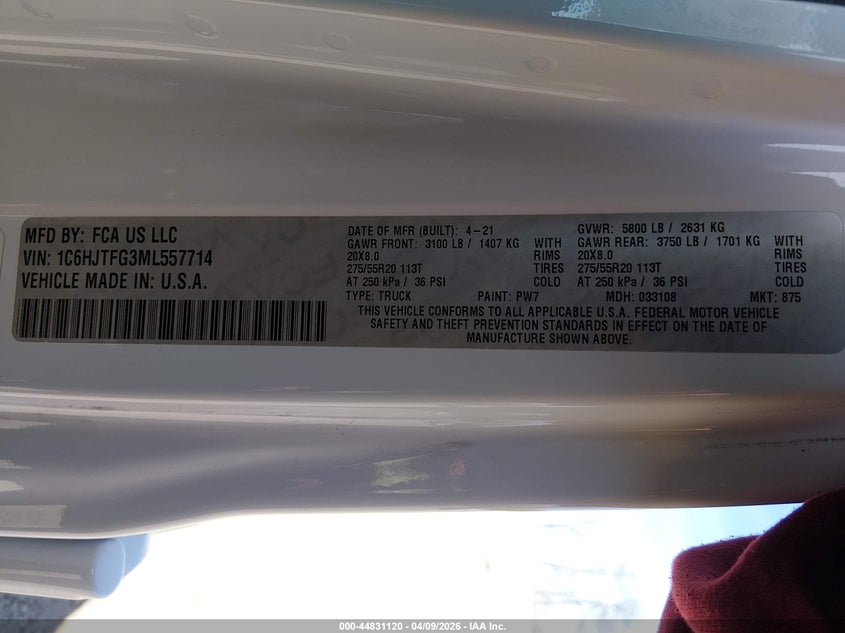 MFD BY: FCA US LLC
VIN: 1C6HJTFG3ML557714
VEHICLE MADE IN: U.S.A.
DATE OF MFR (BUILT): 4-21
GAWR FRONT: 3100 LB / 1407 KG WITH
20X8.0 RIMS
275/55R20 113T TIRES
AT 250 kPa / 36 PSI COLD
GVWR: 5800 LB / 2631 KG
GAWR REAR: 3750 LB / 1701 KG WITH
20X8.0 RIMS
275/55R20 113T TIRES
AT 250 kPa / 36 PSI COLD
TYPE: TRUCK PAINT: PW7 MDH: 033108 MKT: 875
THIS VEHICLE CONFORMS TO ALL APPLICABLE U.S.A. FEDERAL MOTOR VEHICLE
SAFETY AND THEFT PREVENTION STANDARDS IN EFFECT ON THE DATE OF
MANUFACTURE SHOWN ABOVE.
000-44831120 | 04/09/2026 | IAA Inc.